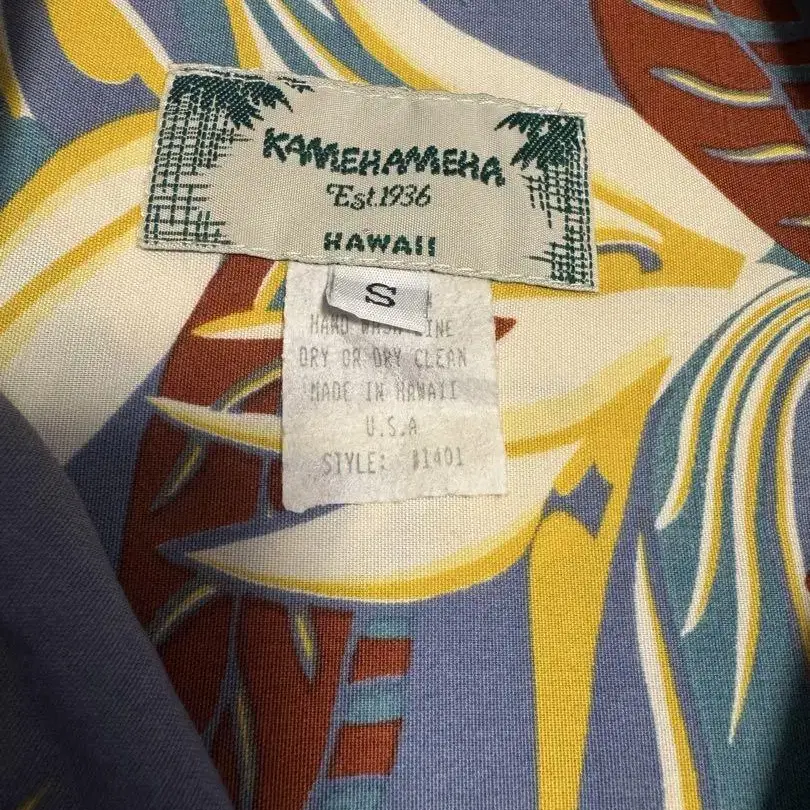 KAMEHAMEHA
Est.1936
HAWAII
S
HAND WASH LINE
DRY OR DRY CLEAN
MADE IN HAWAII
U.S.A
STYLE: #1401